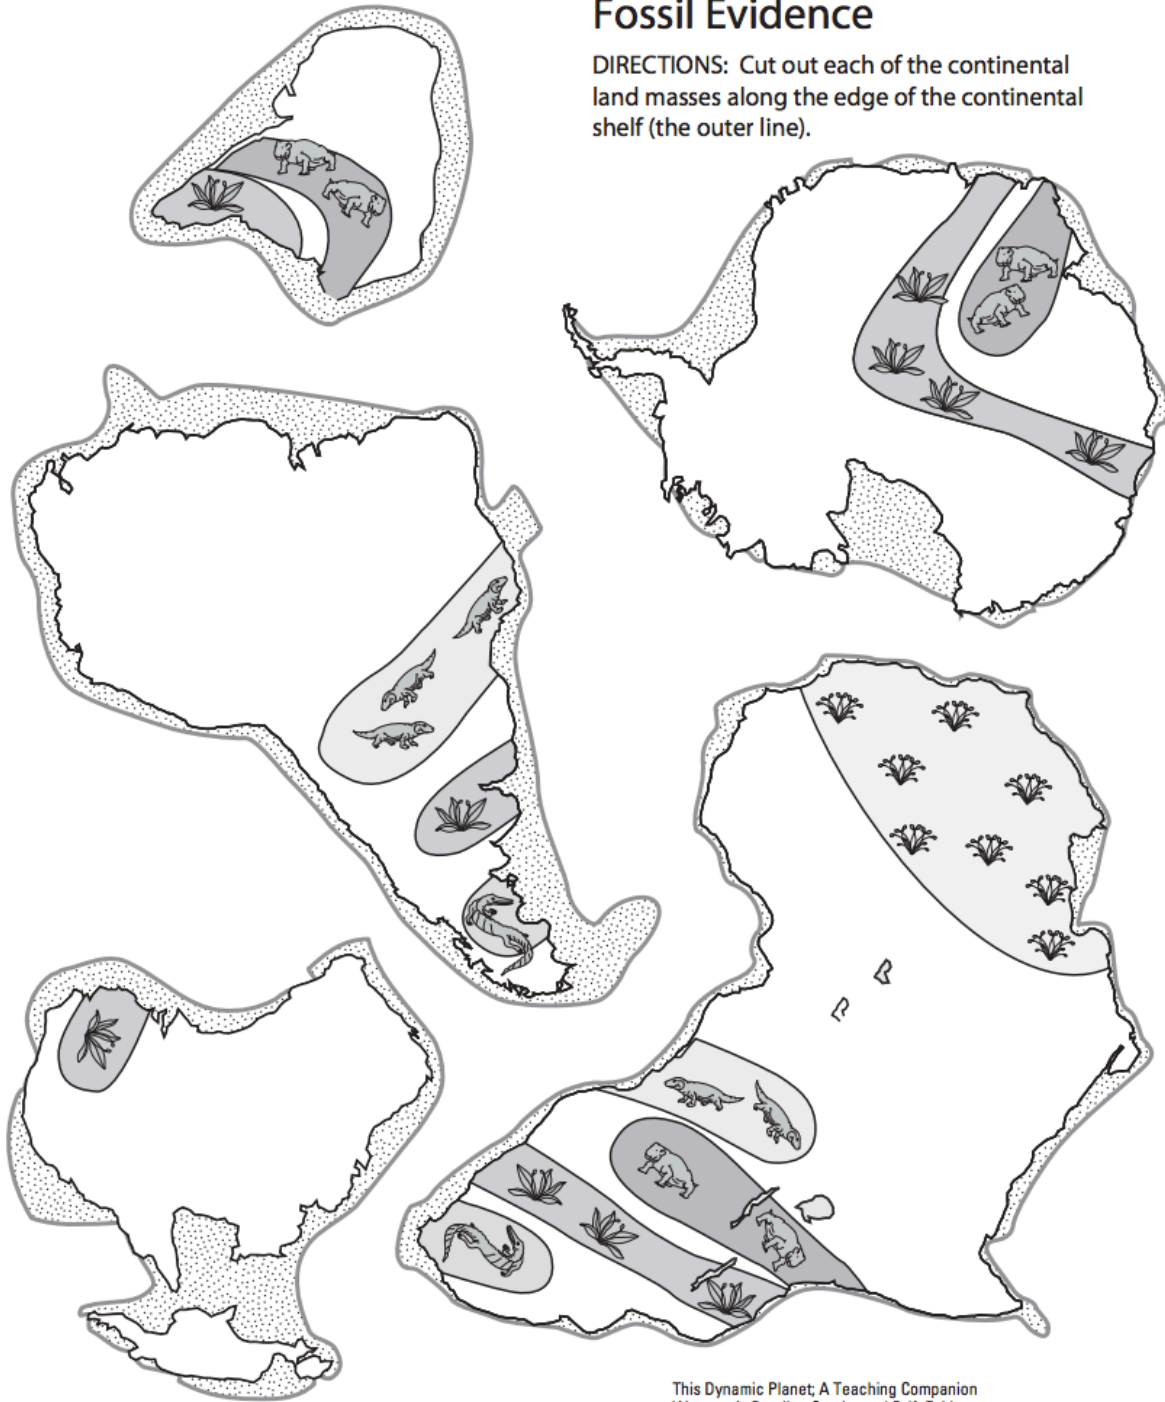 Fossil Evidence
DIRECTIONS: Cut out each of the continental
land masses along the edge of the continental
shelf (the outer line).
This Dynamic Planet; A Teaching Companion